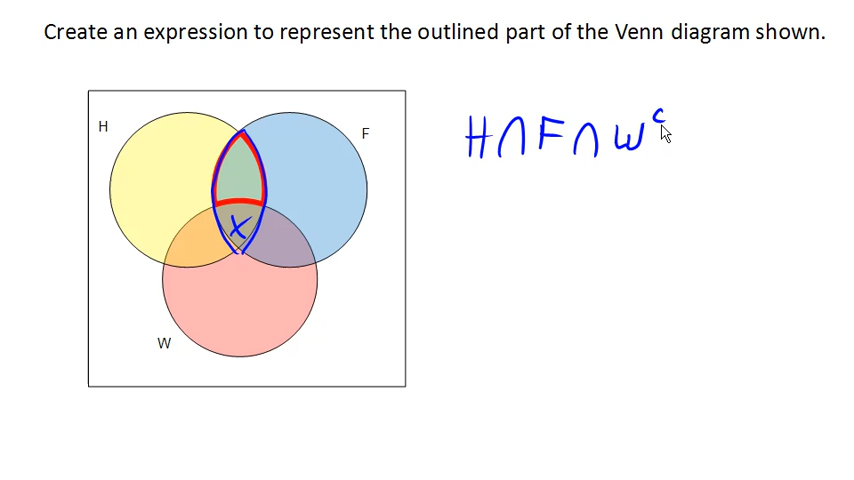 Create an expression to represent the outlined part of the Venn diagram shown.
H
F
H ∩ F ∩ W^c
X
W